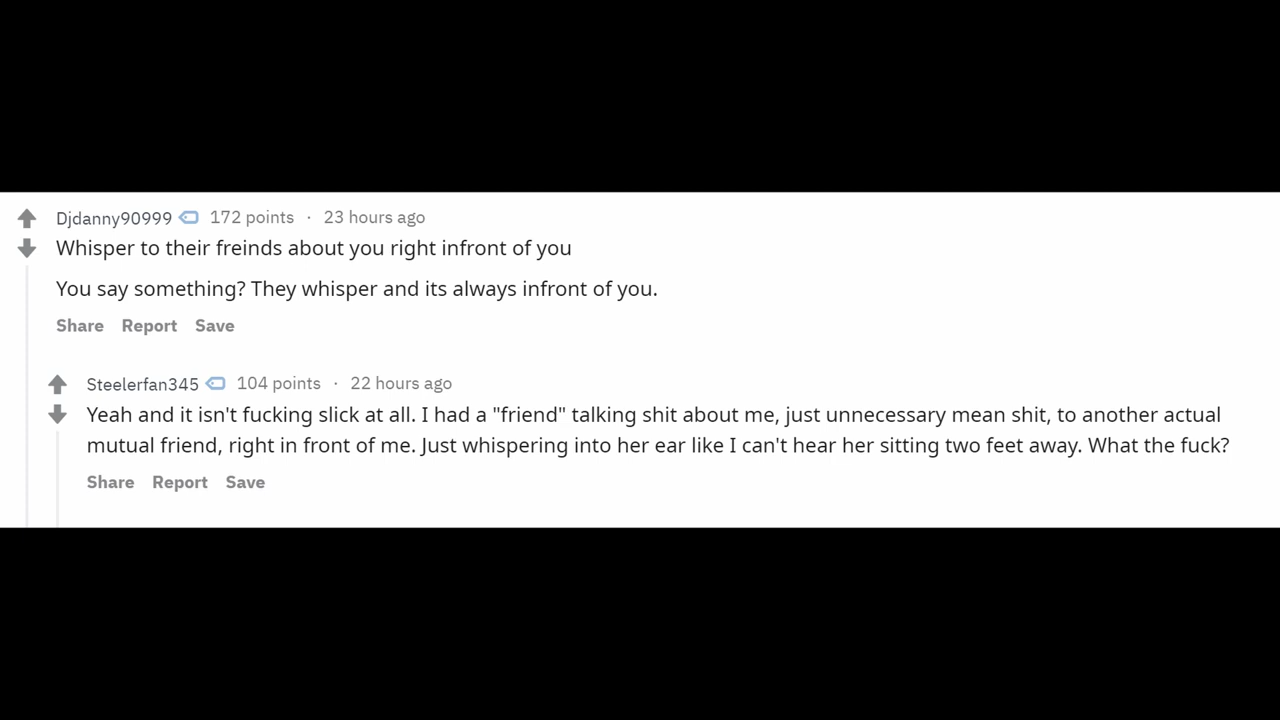 Djdanny90999 172 points · 23 hours ago
Whisper to their freinds about you right infront of you
You say something? They whisper and its always infront of you.
Share Report Save
Steelerfan345 104 points · 22 hours ago
Yeah and it isn't fucking slick at all. I had a "friend" talking shit about me, just unnecessary mean shit, to another actual
mutual friend, right in front of me. Just whispering into her ear like I can't hear her sitting two feet away. What the fuck?
Share Report Save